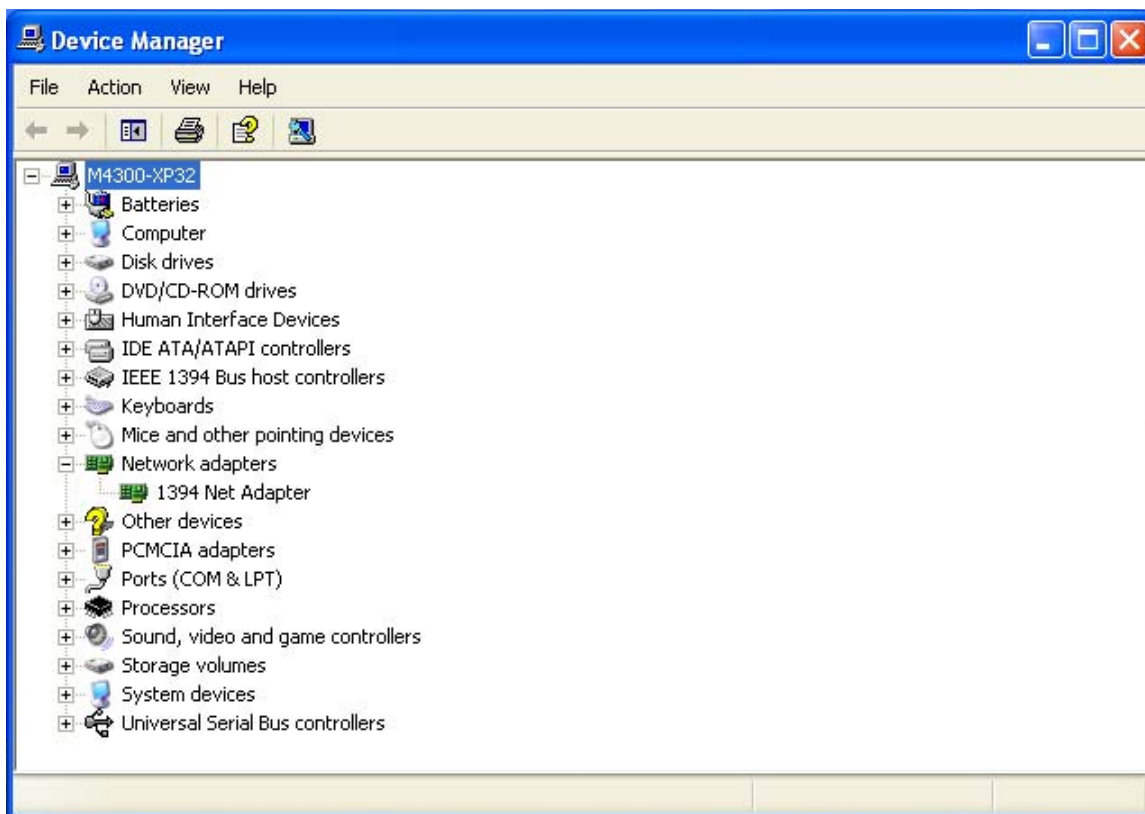 Device Manager
File Action View Help
M4300-XP32
Batteries
Computer
Disk drives
DVD/CD-ROM drives
Human Interface Devices
IDE ATA/ATAPI controllers
IEEE 1394 Bus host controllers
Keyboards
Mice and other pointing devices
Network adapters
1394 Net Adapter
Other devices
PCMCIA adapters
Ports (COM & LPT)
Processors
Sound, video and game controllers
Storage volumes
System devices
Universal Serial Bus controllers